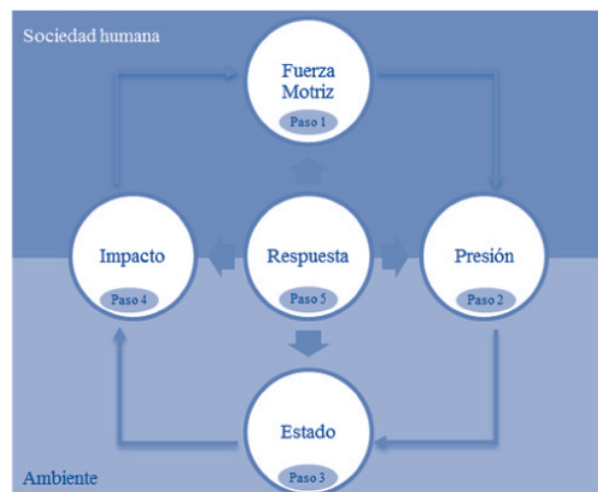 Sociedad humana
Fuerza
Motriz
Paso 1
Impacto
Paso 4
Respuesta
Paso 5
Presión
Paso 2
Estado
Paso 3
Ambiente